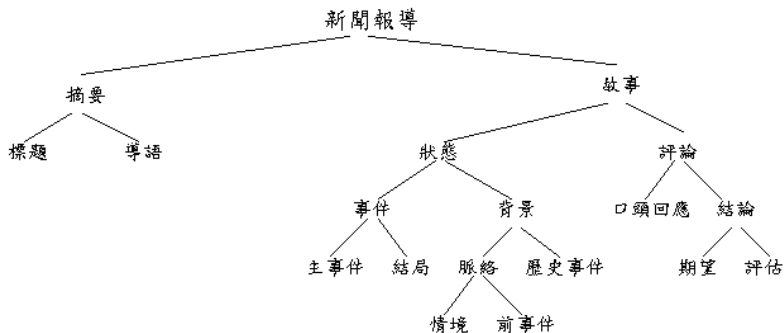 新聞報導
摘要 故事
標題 導語 狀態 評論
事件 背景 口頭回應 結論
主事件 結局 脈絡 歷史事件 期望 評估
情境 前事件